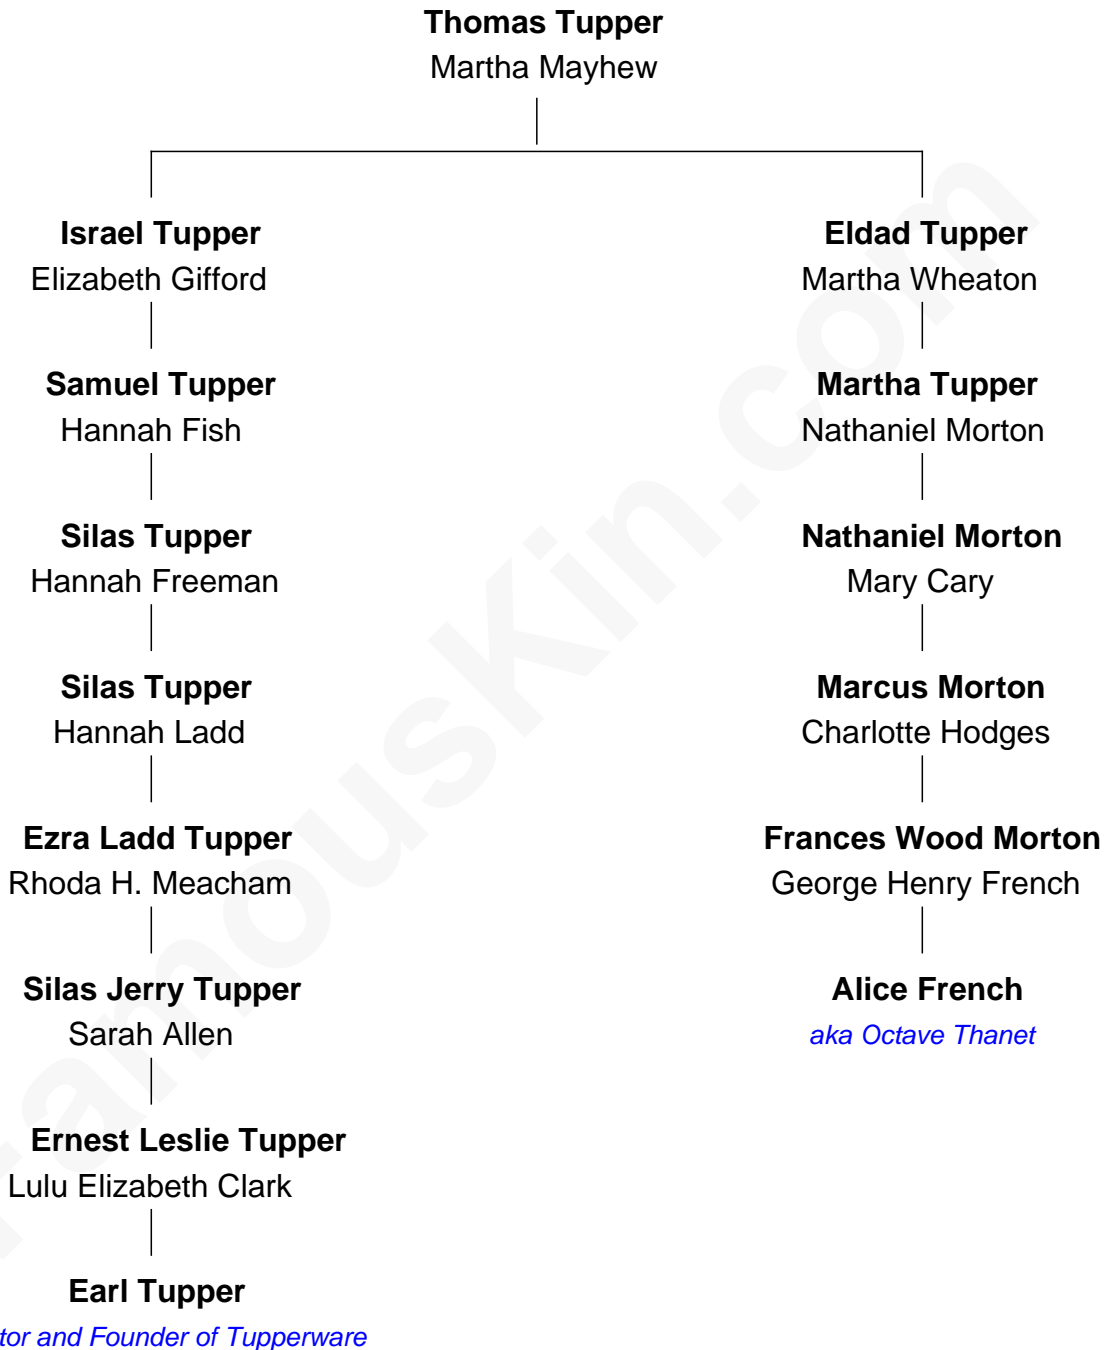 Thomas Tupper
Martha Mayhew
Israel Tupper
Elizabeth Gifford
Samuel Tupper
Hannah Fish
Silas Tupper
Hannah Freeman
Silas Tupper
Hannah Ladd
Ezra Ladd Tupper
Rhoda H. Meacham
Silas Jerry Tupper
Sarah Allen
Ernest Leslie Tupper
Lulu Elizabeth Clark
Earl Tupper
tor and Founder of Tupperware
Eldad Tupper
Martha Wheaton
Martha Tupper
Nathaniel Morton
Nathaniel Morton
Mary Cary
Marcus Morton
Charlotte Hodges
Frances Wood Morton
George Henry French
Alice French
aka Octave Thanet
FamousKin.com